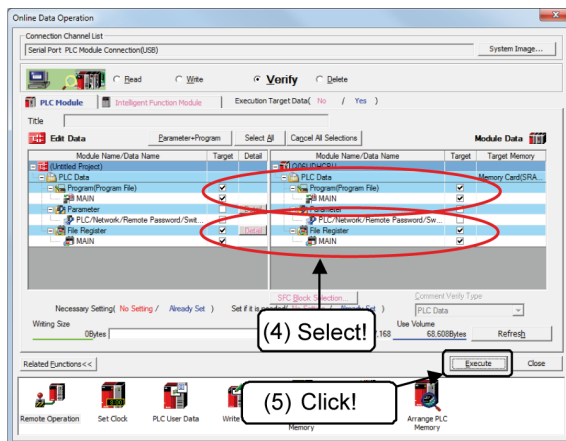 Online Data Operation
Connection Channel List
Serial Port PLC Module Connection(USB)
System Image...
Read
Write
Verify
Delete
PLC Module
Intelligent Function Module
Execution Target Data( No / Yes )
Title
Edit Data
Parameter+Program
Select All
Cancel All Selections
Module Data
Module Name/Data Name Target Detail
Module Name/Data Name Target Target Memory
(Untitled Project)
PLC Data
Program(Program File)
MAIN
Parameter
Detail
PLC/Network/Remote Password/Swit...
File Register
Detail
MAIN
PLC Data
Memory Card(SRA...
Program(Program File)
MAIN
Parameter
PLC/Network/Remote Password/Sw...
File Register
MAIN
SFC Block Selection...
Comment Verify Type
Necessary Setting( No Setting / Already Set )
Set if it is
PLC Data
Writing Size
0Bytes
(4) Select!
168
Use Volume
68,608Bytes
Refresh
Related Functions<<
Execute
Close
(5) Click!
Remote Operation
Set Clock
PLC User Data
Memory
Arrange PLC
Memory